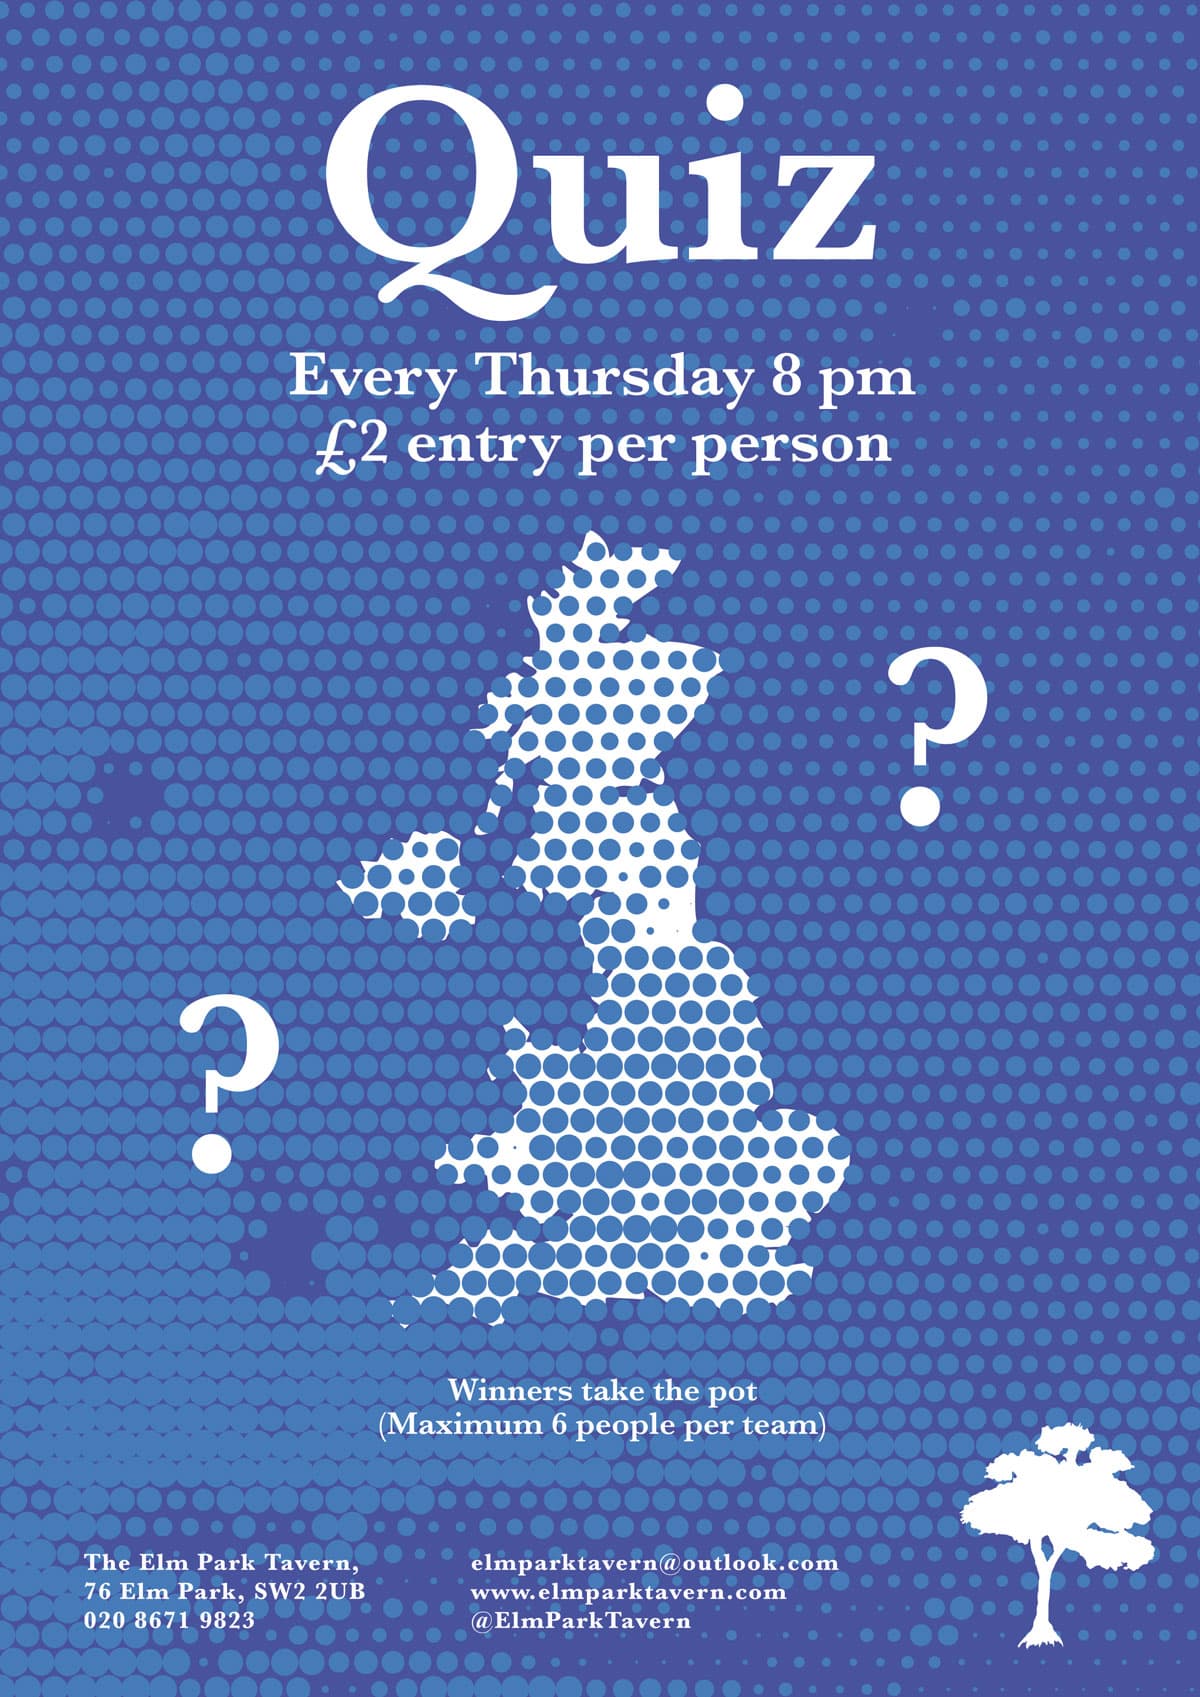 Quiz
Every Thursday 8 pm
£2 entry per person
?
?
Winners take the pot
(Maximum 6 people per team)
The Elm Park Tavern,
76 Elm Park, SW2 2UB
020 8671 9823
elmparktavern@outlook.com
www.elmparktavern.com
@ElmParkTavern